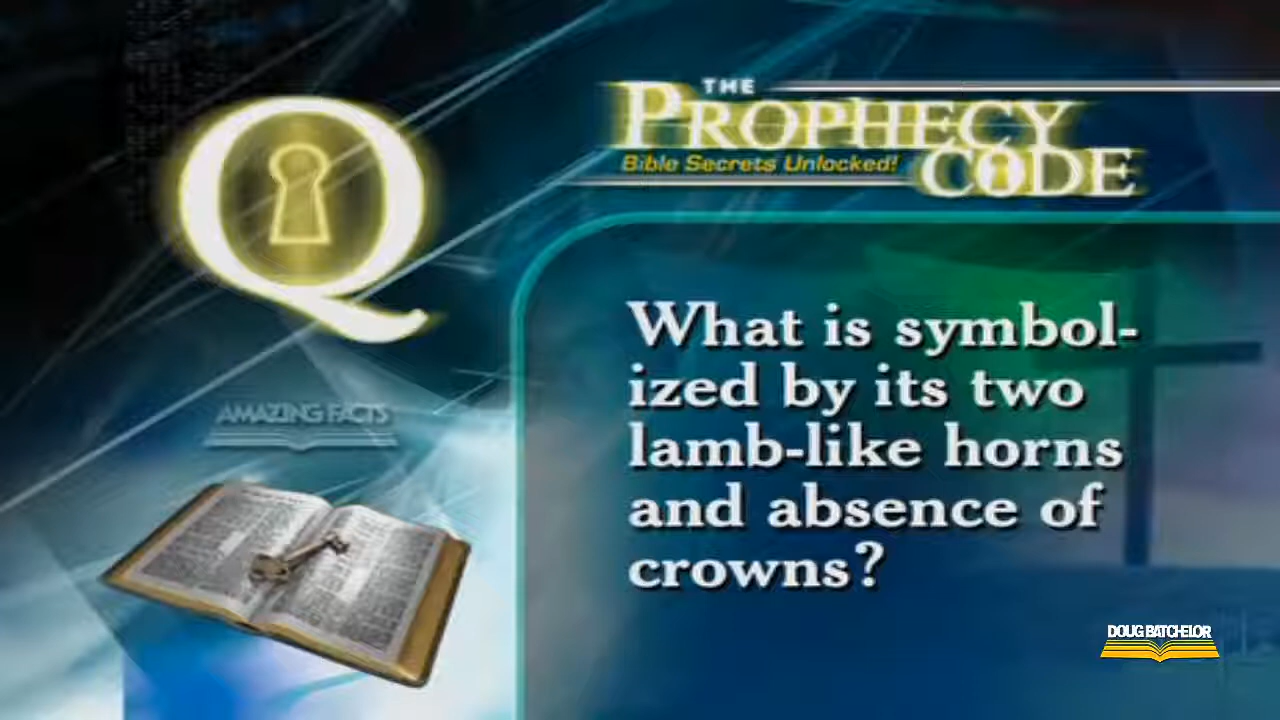 Q
THE
PROPHECY
Bible Secrets Unlocked!
CODE
What is symbol-
ized by its two
lamb-like horns
and absence of
crowns?
AMAZING FACTS
DOUG BATCHELOR